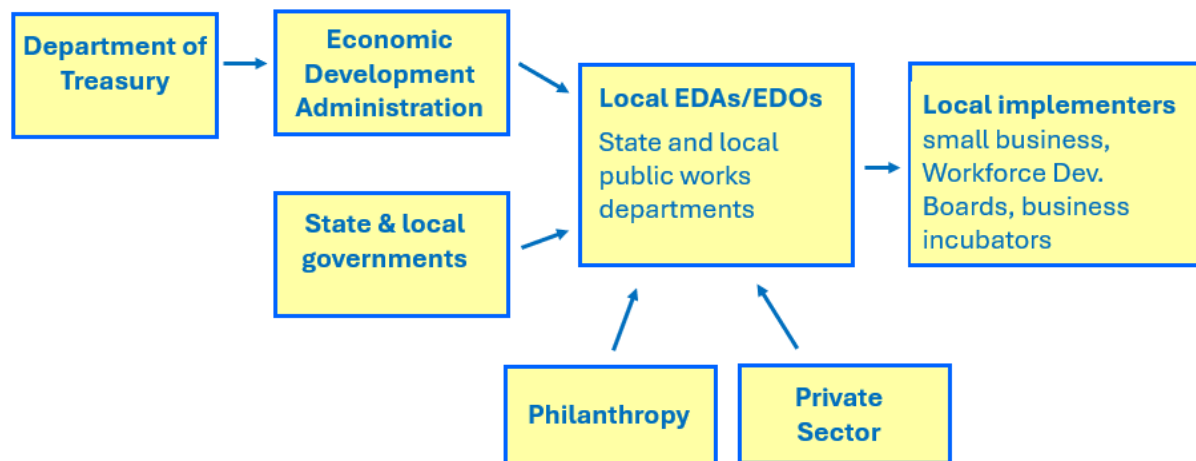 Department of
Treasury
Economic
Development
Administration
Local EDAs/EDOs
State and local
public works
departments
Local implementers
small business,
Workforce Dev.
Boards, business
incubators
State & local
governments
Philanthropy
Private
Sector